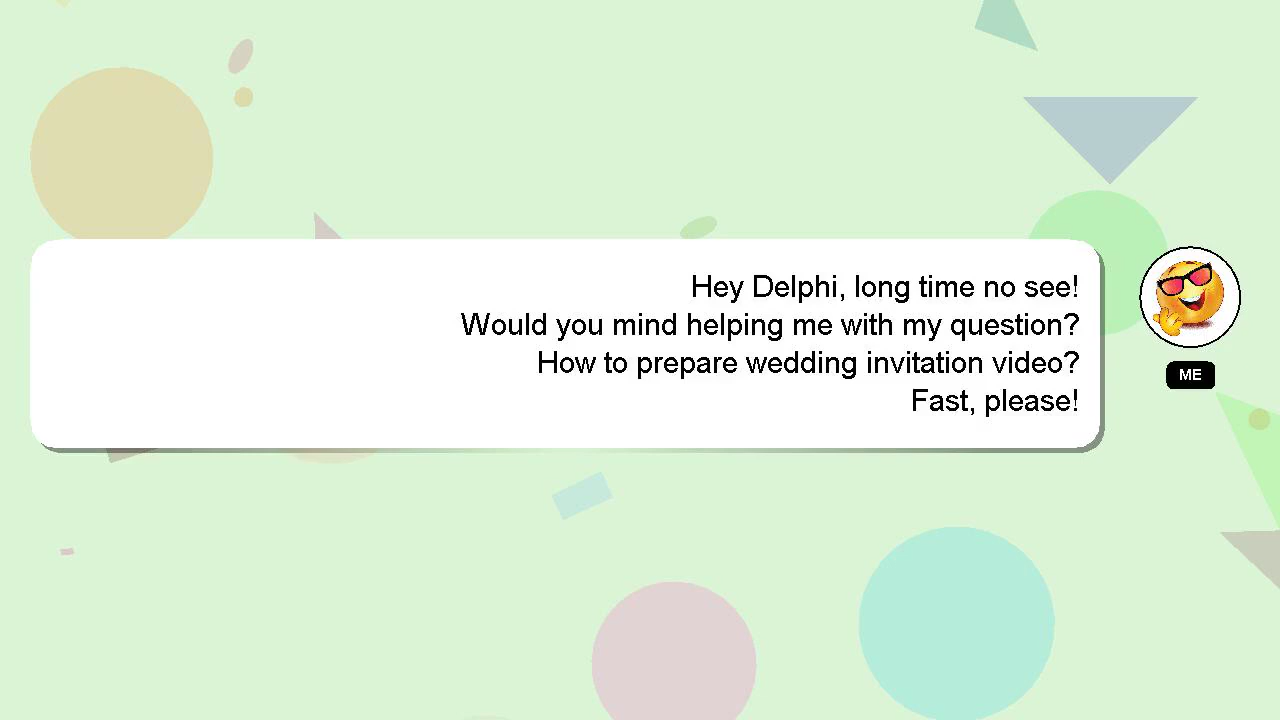 Hey Delphi, long time no see!
Would you mind helping me with my question?
How to prepare wedding invitation video?
Fast, please!
ME